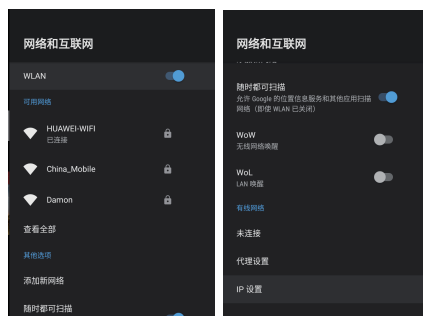 网络和互联网
WLAN
可用网络
HUAWEI-WIFI
已连接
China_Mobile
Damon
查看全部
其他选项
添加新网络
随时都可扫描
网络和互联网
随时都可扫描
允许 Google 的位置信息服务和其他应用扫描
网络（即使 WLAN 已关闭）
WoW
无线网络唤醒
WoL
LAN 唤醒
有线网络
未连接
代理设置
IP 设置